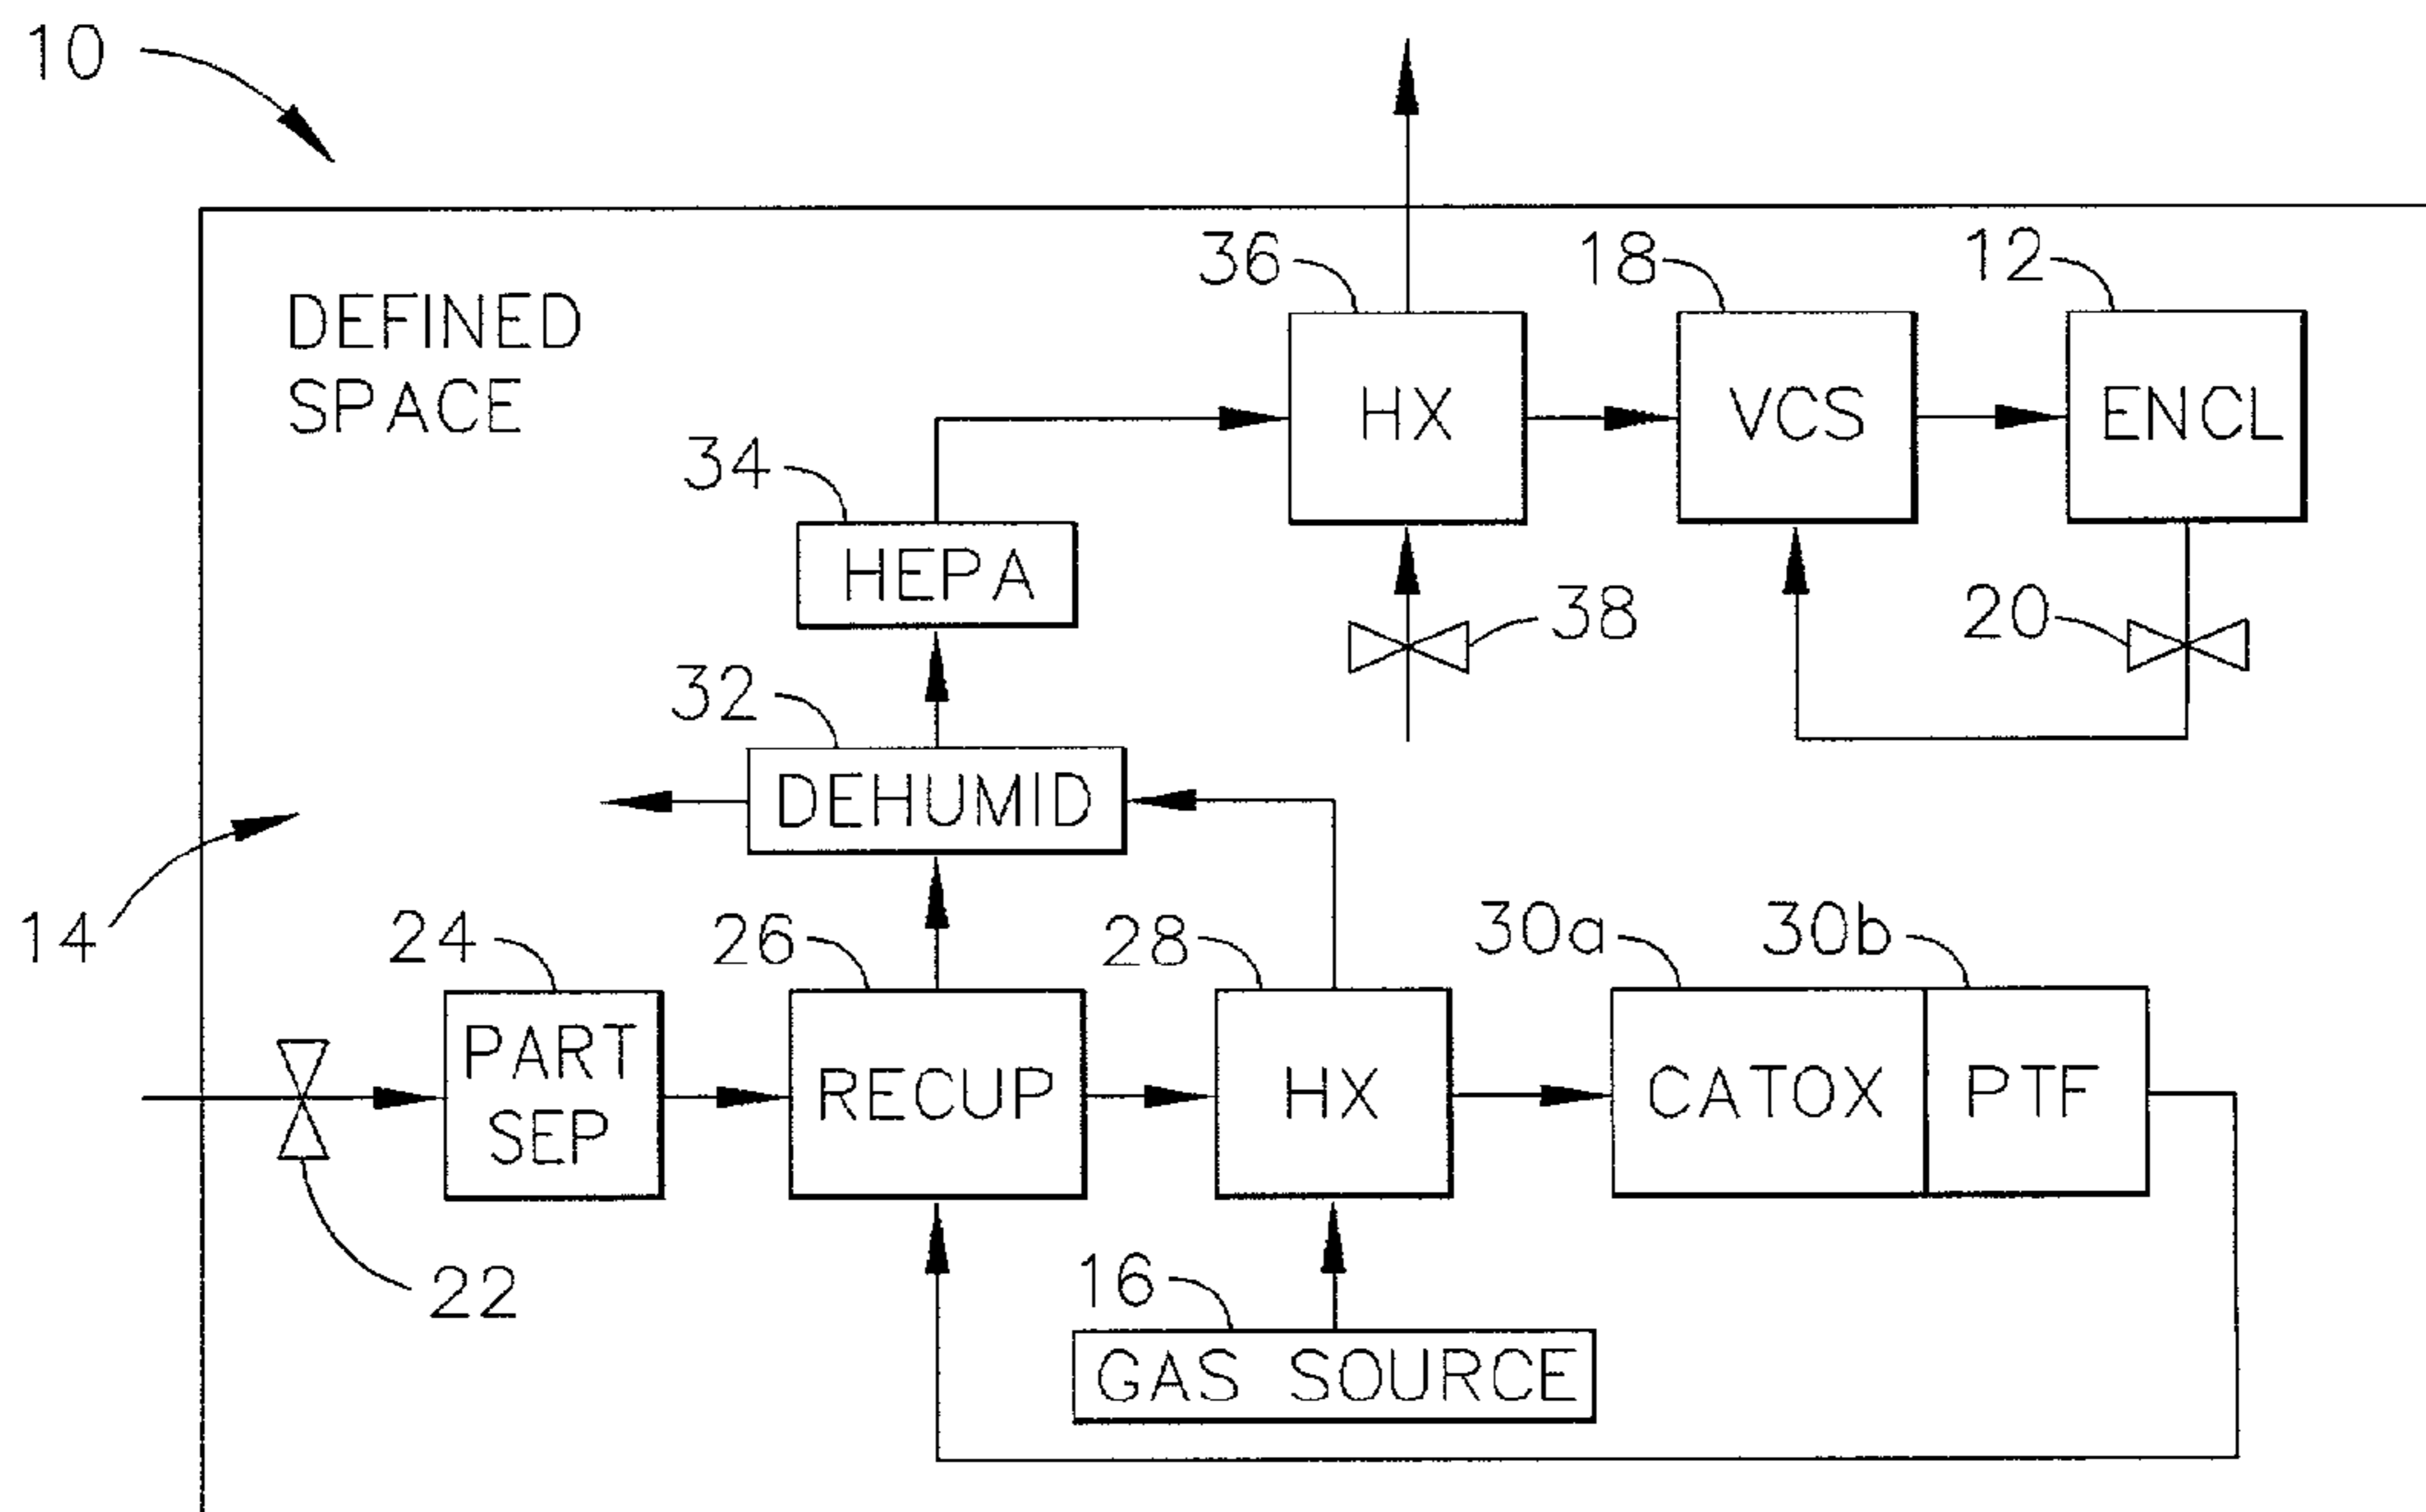 10
36
18
12
DEFINED
SPACE
HX
VCS
ENCL
34
HEPA
38
20
32
DEHUMID
14
24
26
28
30a
30b
PART
SEP
RECUP
HX
CATOX
PTF
22
16
GAS SOURCE